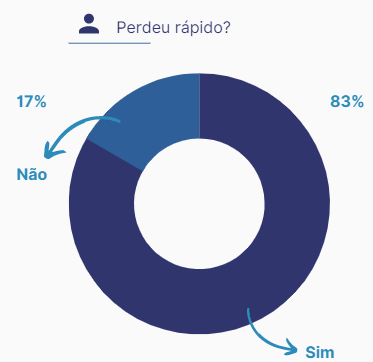 Perdeu rápido?
17%
83%
Não
Sim